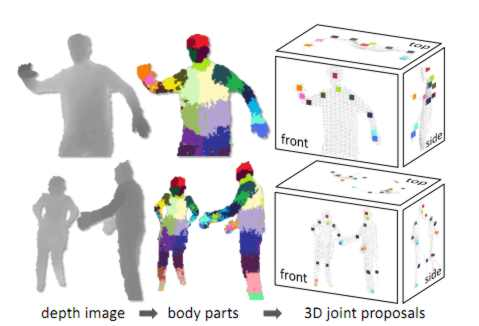 top
front
side
top
front
side
depth image ➡ body parts ➡ 3D joint proposals